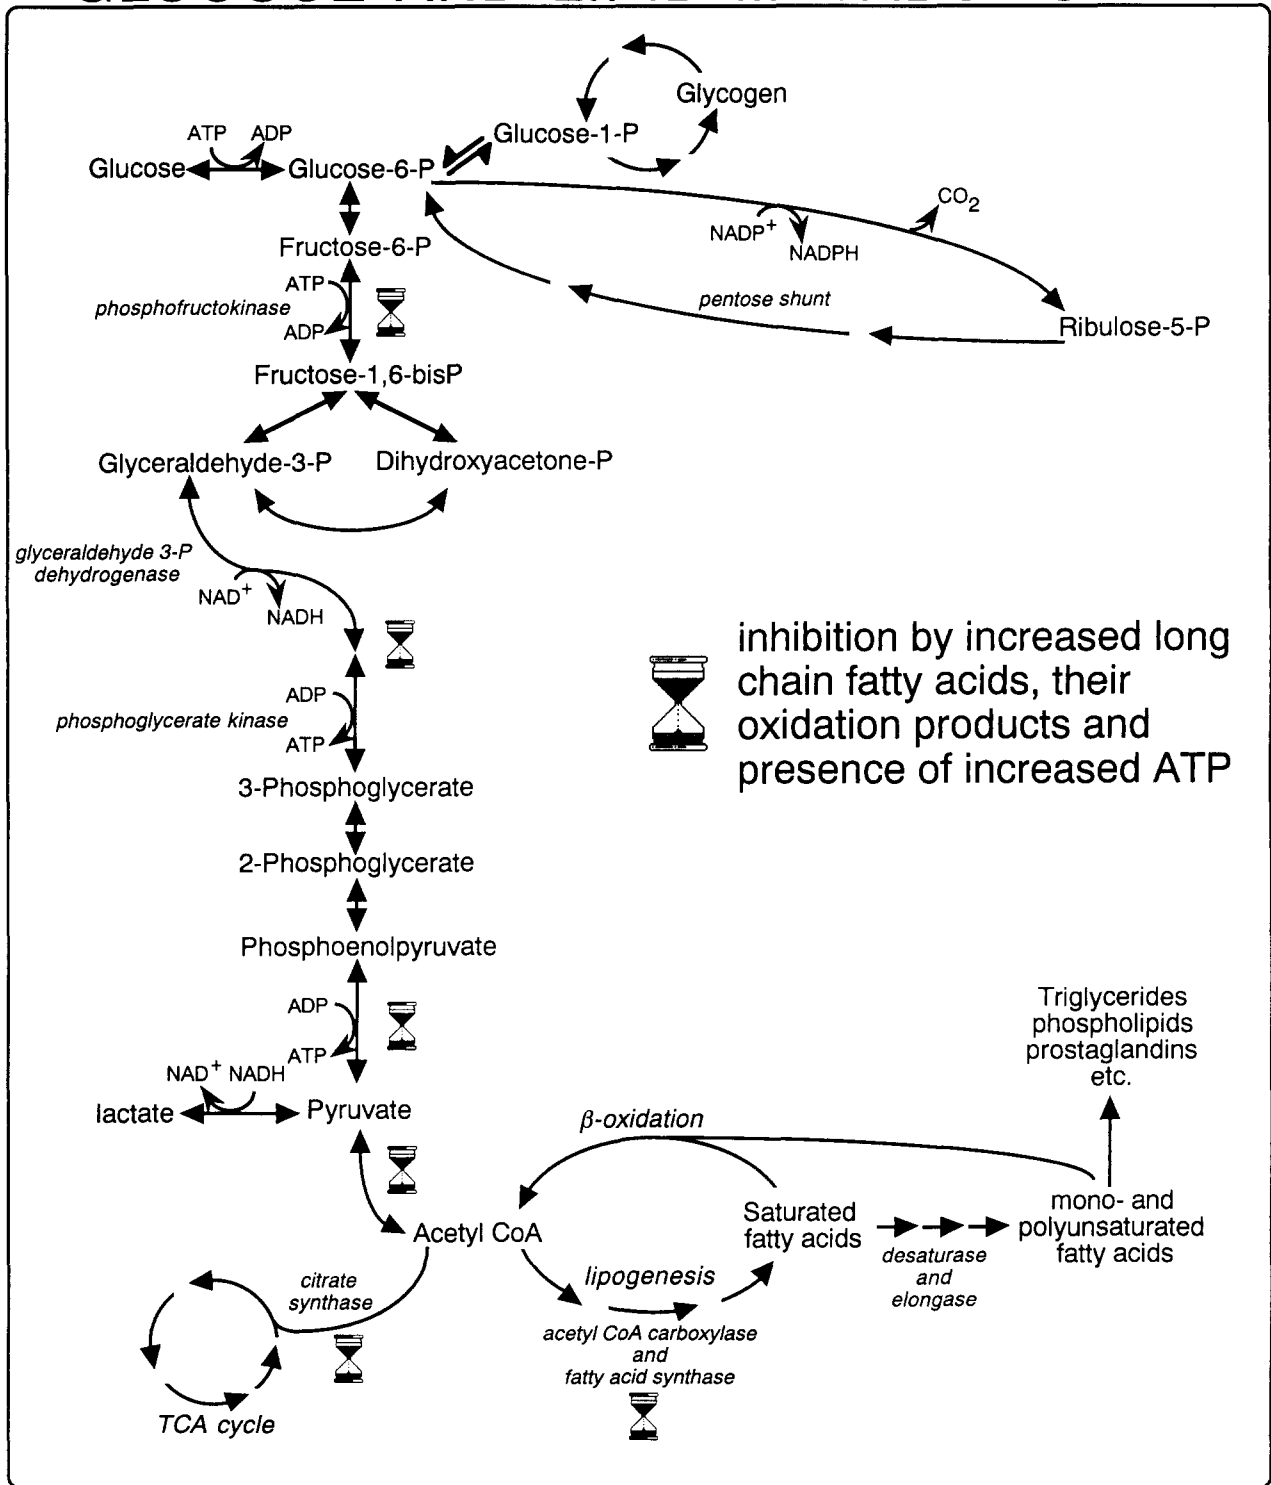 Glycogen
Glucose-1-P
ATP ADP
Glucose
Glucose-6-P
CO2
NADP+
NADPH
Fructose-6-P
ATP
phosphofructokinase
ADP
pentose shunt
Ribulose-5-P
Fructose-1,6-bisP
Glyceraldehyde-3-P
Dihydroxyacetone-P
glyceraldehyde 3-P
dehydrogenase
NAD+
NADH
inhibition by increased long
chain fatty acids, their
oxidation products and
presence of increased ATP
ADP
phosphoglycerate kinase
ATP
3-Phosphoglycerate
2-Phosphoglycerate
Phosphoenolpyruvate
ADP
ATP
NAD+ NADH
lactate
Pyruvate
Triglycerides
phospholipids
prostaglandins
etc.
β-oxidation
Acetyl CoA
Saturated
fatty acids
mono- and
polyunsaturated
fatty acids
desaturase
and
elongase
lipogenesis
acetyl CoA carboxylase
and
fatty acid synthase
citrate
synthase
TCA cycle